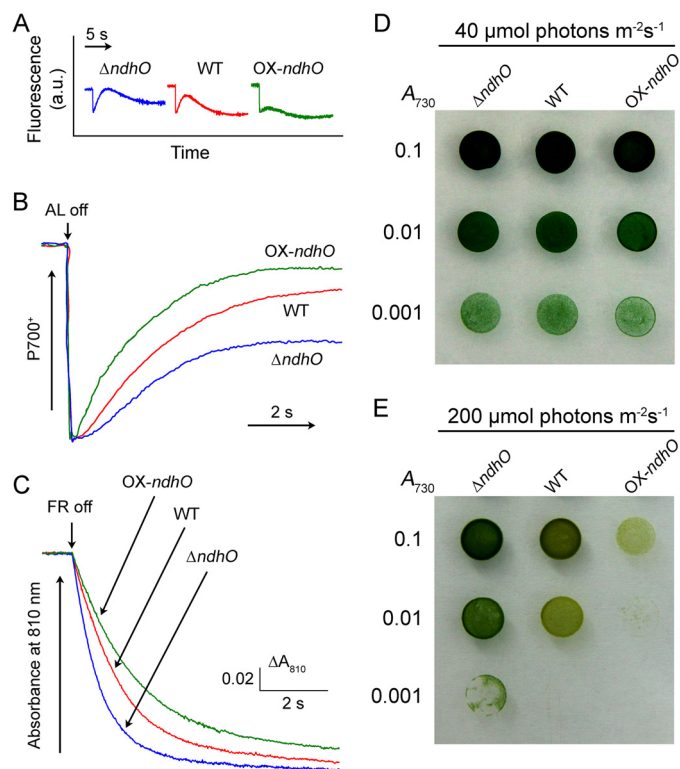 A
5 s
ΔndhO
WT
OX-ndhO
Fluorescence
(a.u.)
Time
B
AL off
OX-ndhO
WT
ΔndhO
P700⁺
2 s
C
OX-ndhO
FR off
WT
ΔndhO
Absorbance at 810 nm
ΔA₈₁₀
0.02
2 s
D
40 μmol photons m⁻²s⁻¹
A₇₃₀
ΔndhO
WT
OX-ndhO
0.1
0.01
0.001
E
200 μmol photons m⁻²s⁻¹
A₇₃₀
ΔndhO
WT
OX-ndhO
0.1
0.01
0.001